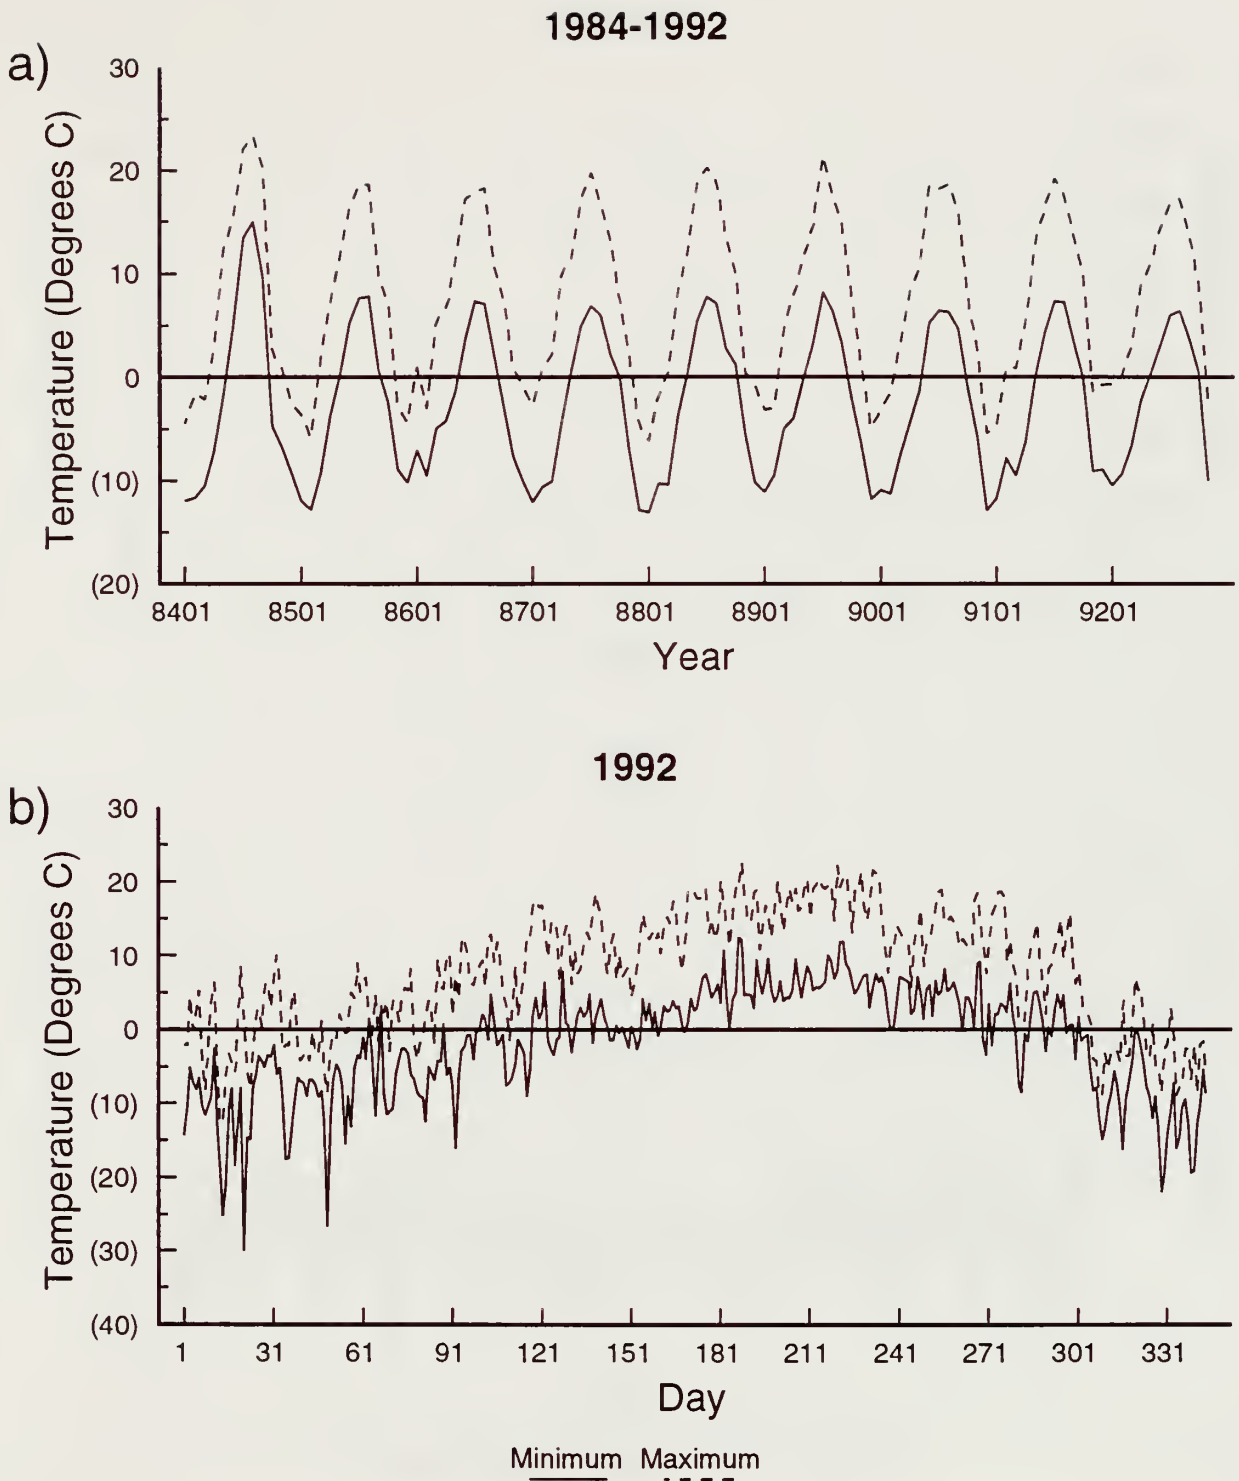 1984-1992
a)
30
20
10
0
(10)
(20)
Temperature (Degrees C)
8401 8501 8601 8701 8801 8901 9001 9101 9201
Year
1992
b)
30
20
10
0
(10)
(20)
(30)
(40)
Temperature (Degrees C)
1 31 61 91 121 151 181 211 241 271 301 331
Day
Minimum Maximum